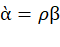 ὰ = ρβ